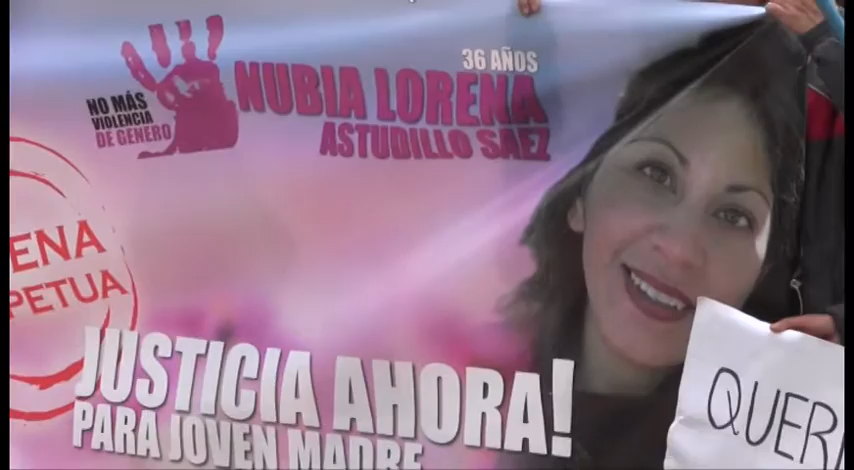 36 AÑOS
NUBIA LORENA
ASTUDILLO SAEZ
NO MÁS
VIOLENCIA
DE GENERO
ENA
PETUA
JUSTICIA AHORA!
PARA JOVEN MADRE
QUER